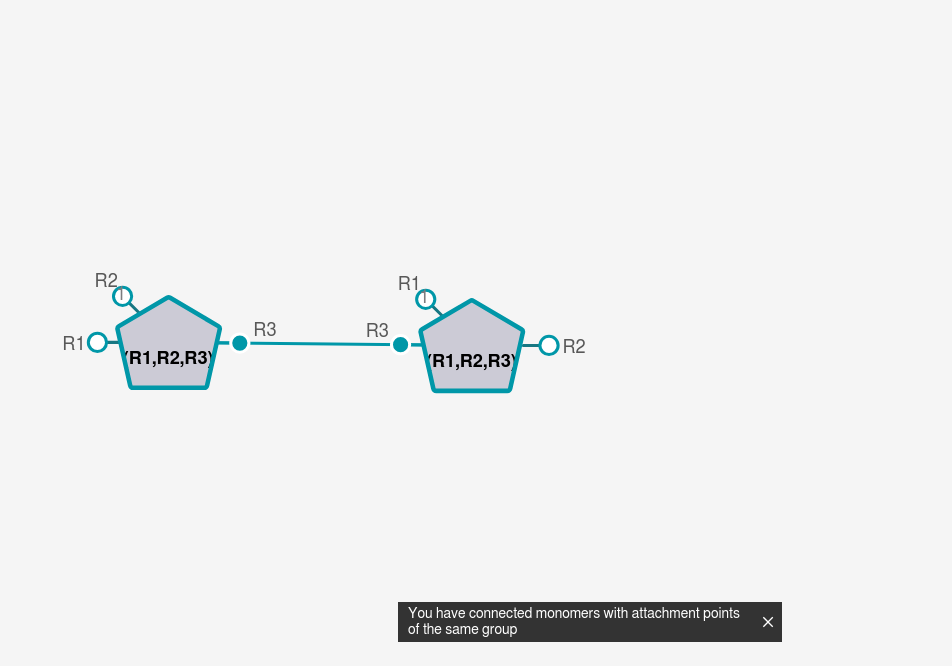 R2
R1
R3
(R1,R2,R3)
R1
R3
R2
(R1,R2,R3)
You have connected monomers with attachment points
of the same group